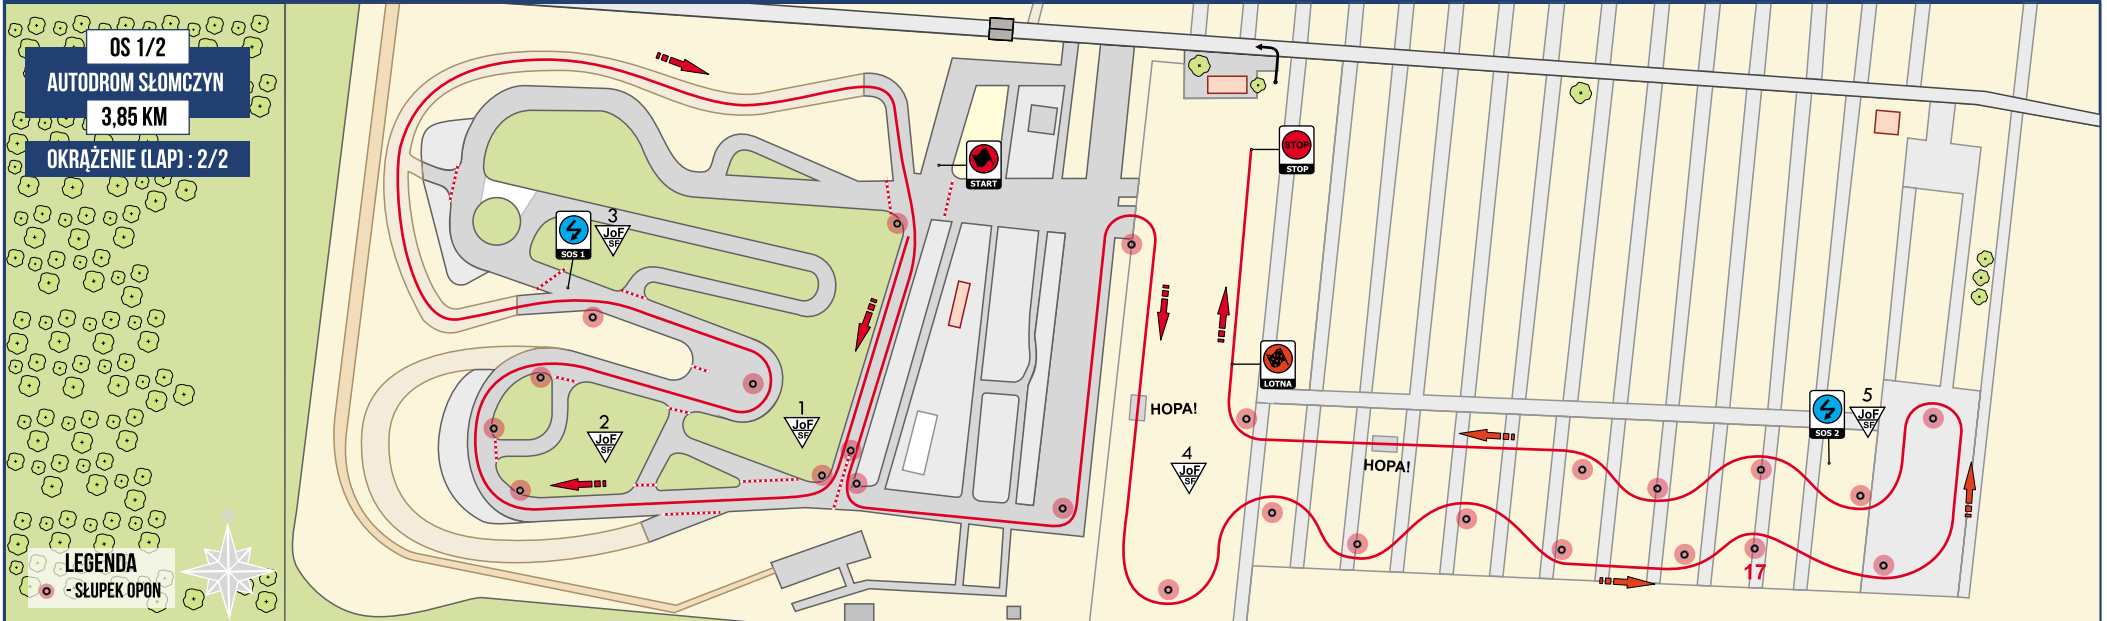 OS 1/2
AUTODROM SŁOMCZYN
3,85 KM
OKRĄŻENIE (LAP) : 2/2
START
STOP
STOP
3
JoF
SF
SOS 1
LOTNA
HOPA!
1
JoF
SF
2
JoF
SF
4
JoF
SF
HOPA!
SOS 2
5
JoF
SF
17
LEGENDA
- SŁUPEK OPON